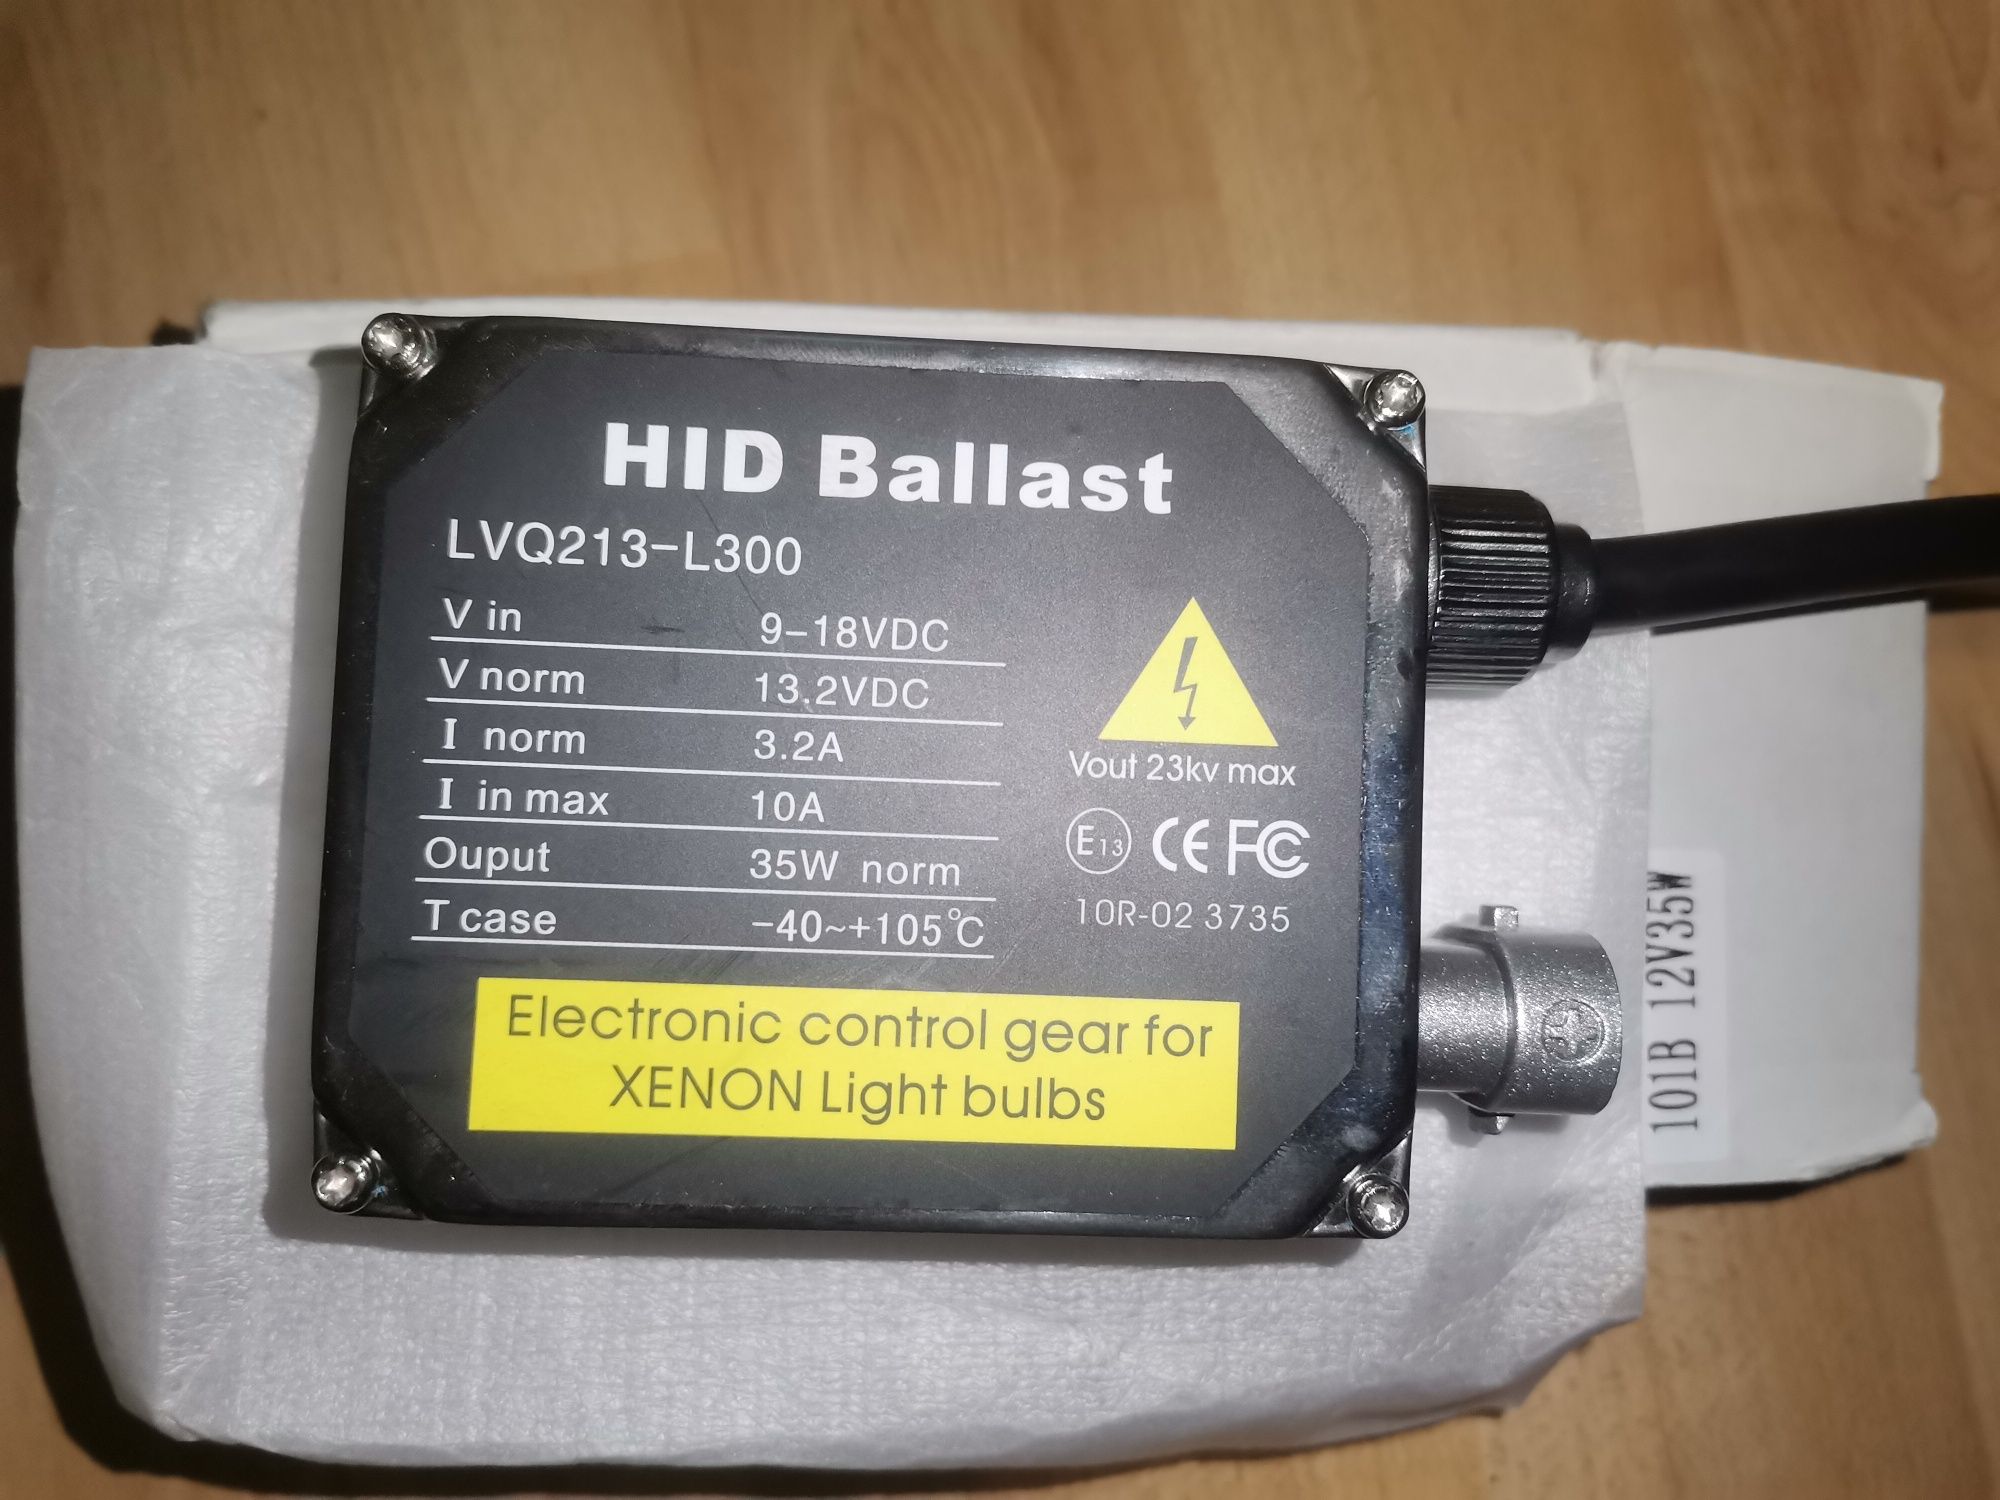 HID Ballast
LVQ213-L300
V in 9-18VDC
V norm 13.2VDC
I norm 3.2A
I in max 10A
Ouput 35W norm
T case -40~+105℃
Vout 23kv max
E13 CE FC
10R-02 3735
Electronic control gear for
XENON Light bulbs
101B 12V35W